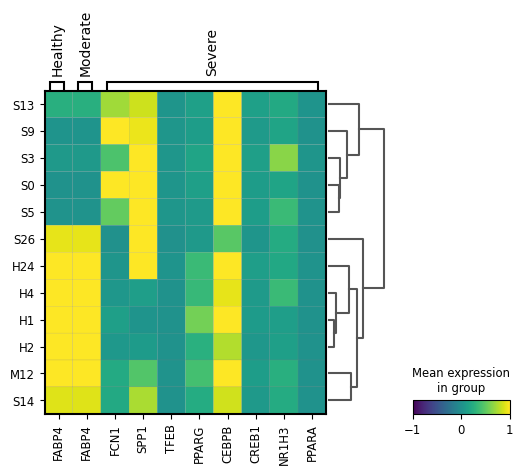 Healthy
Moderate
Severe
S13
S9
S3
S0
S5
S26
H24
H4
H1
H2
M12
S14
FABP4
FABP4
FCN1
SPP1
TFEB
PPARG
CEBPB
CREB1
NR1H3
PPARA
Mean expression
in group
−1 0 1